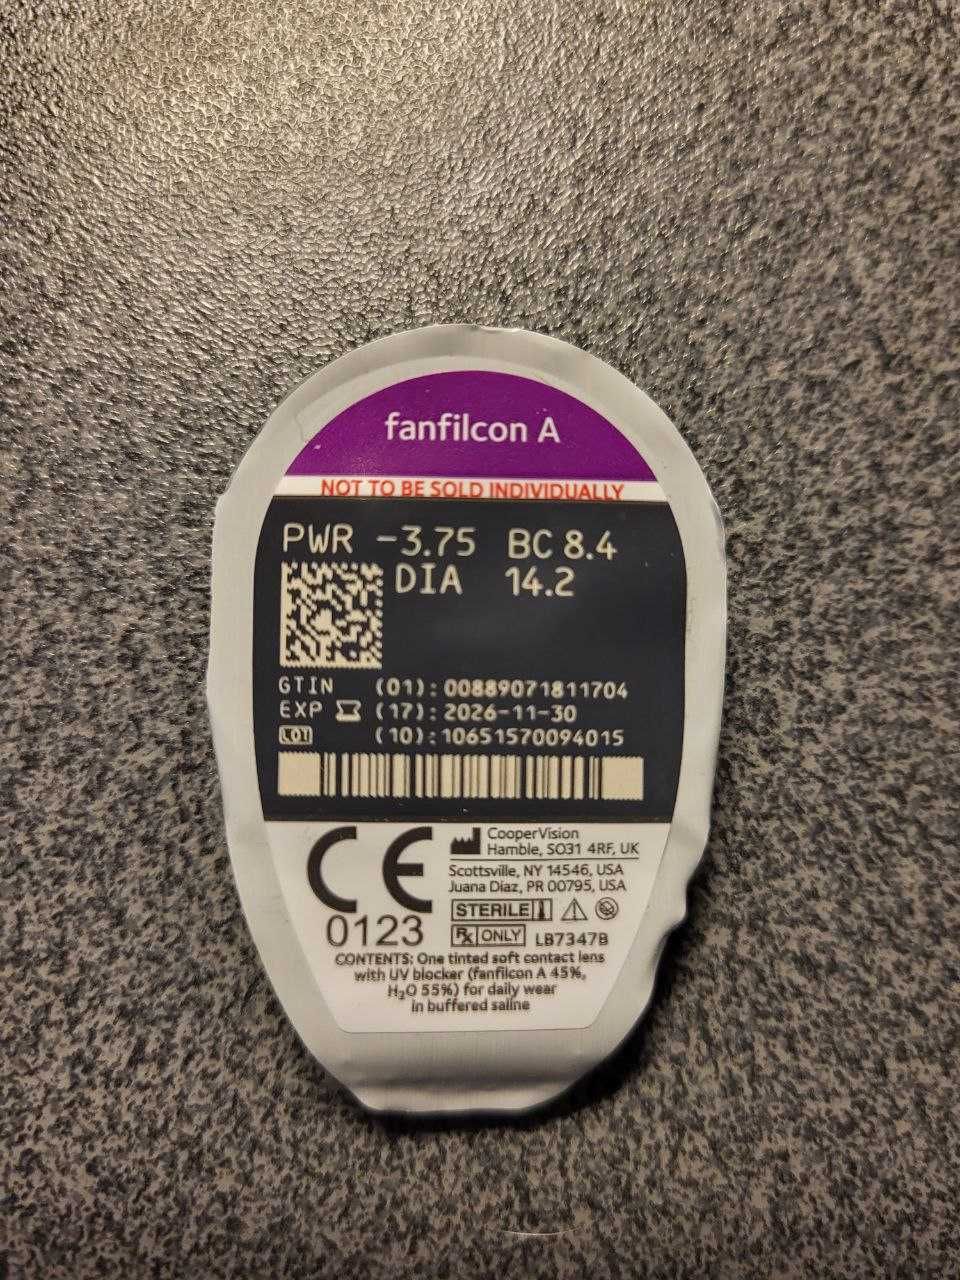 fanfilcon A
NOT TO BE SOLD INDIVIDUALLY
PWR -3.75 BC 8.4
DIA 14.2
GTIN (01):00889071811704
EXP (17):2026-11-30
LOT (10):10651570094015
CE
0123
CooperVision
Hamble, SO31 4RF, UK
Scottsville, NY 14546, USA
Juana Diaz, PR 00795, USA
STERILE
Rx ONLY LB7347B
CONTENTS: One tinted soft contact lens
with UV blocker (fanfilcon A 45%,
H₂O 55%) for daily wear
in buffered saline